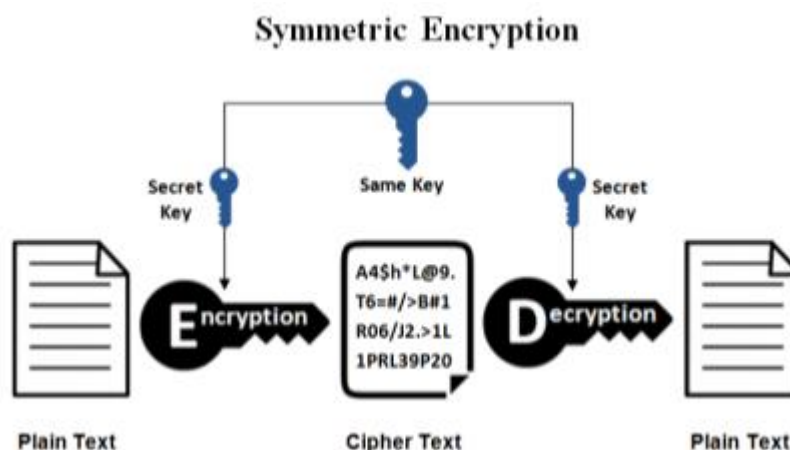 Symmetric Encryption
Same Key
Secret
Key
Secret
Key
Encryption
A4$h*L@9.
T6=#/>B#1
R06/J2.>1L
1PRL39P20
Decryption
Plain Text
Cipher Text
Plain Text